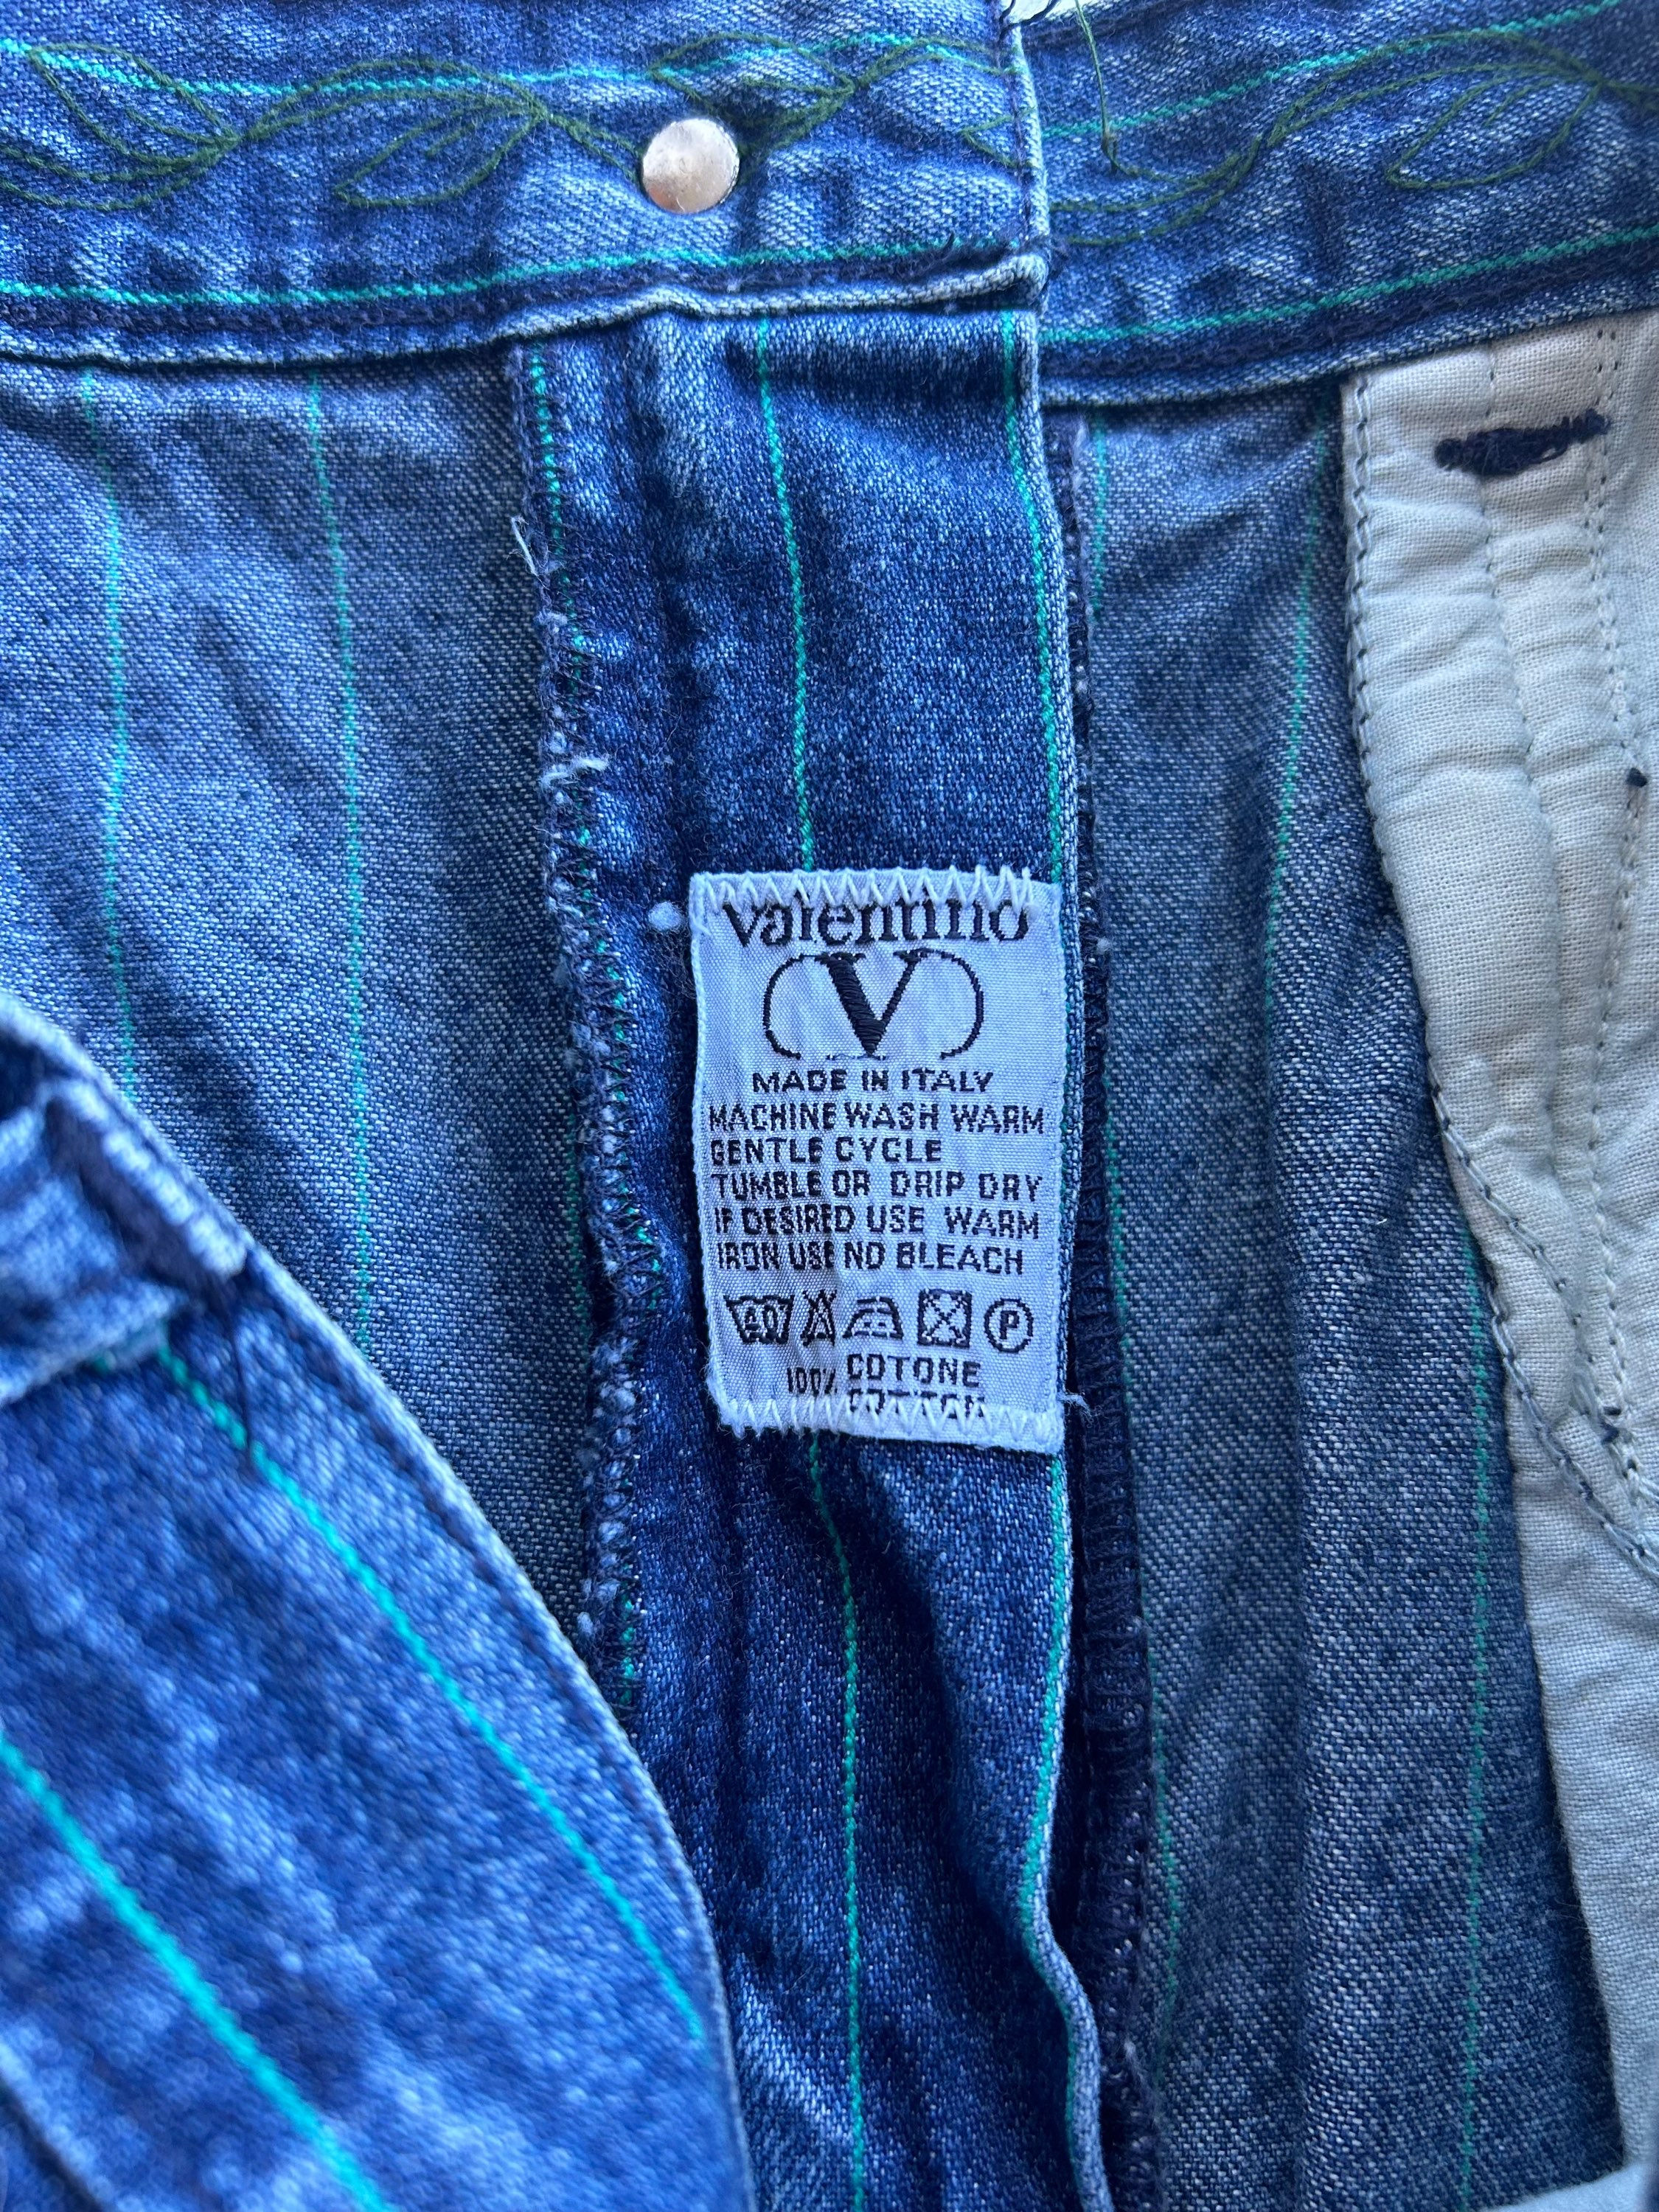 valentino
V
MADE IN ITALY
MACHINE WASH WARM
GENTLE CYCLE
TUMBLE OR DRIP DRY
IF DESIRED USE WARM
IRON USE NO BLEACH
40 P
100% COTONE
COTTON